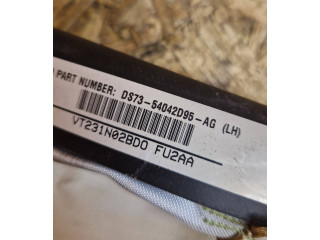 PART NUMBER: DS73-54042D95-AG (LH)
VT231N02BD0 FU2AA